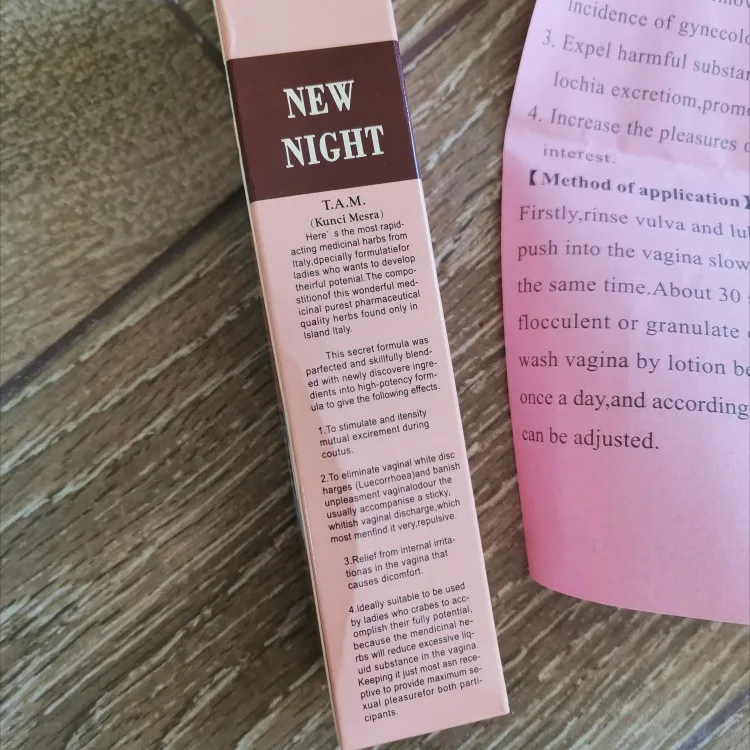 NEW
NIGHT
T.A.M.
(Kunci Mesra)
Here's the most rapid-
acting medicinal harbs from
Italy,dpecially formulatiefor
ladies who wants to develop
theirful potenial.The compo-
stitionof this wonderful med-
icinal purest pharmaceutical
quality herbs found only in
Island Italy.
This secret formula was
parfected and skillfully blend-
ed with newly discovere ingre-
dients into high-potency form-
ula to give the following effects.
1.To stimulate and itensity
mutual excirement during
coutus.
2.To eliminate vaginal white disc
harges (Luecorrhoea)and banish
unpleasment vaginalodour the
usually accompanise a sticky,
whitish vaginal discharge,which
most menfind it very,repulsive.
3.Relief from internal irrita-
tionas in the vagina that
causes dicomfort.
4.Ideally suitable to be used
by ladies who crabes to acc-
omplish their fully potential,
because the mendicinal he-
rbs will reduce excessive liq-
uid substance in the vagina.
Keeping it just most asn rece-
ptive to provide maximum se-
xual pleasurefor both parti-
cipants.
incidence of
3. Expel harmful
lochia excretiom,
4. Increase the pleasures
interest.
【Method of application】
Firstly,rinse vulva and
push into the vagina
the same time.About 30
flocculent or granulate
wash vagina by lotion
once a day,and according
can be adjusted.